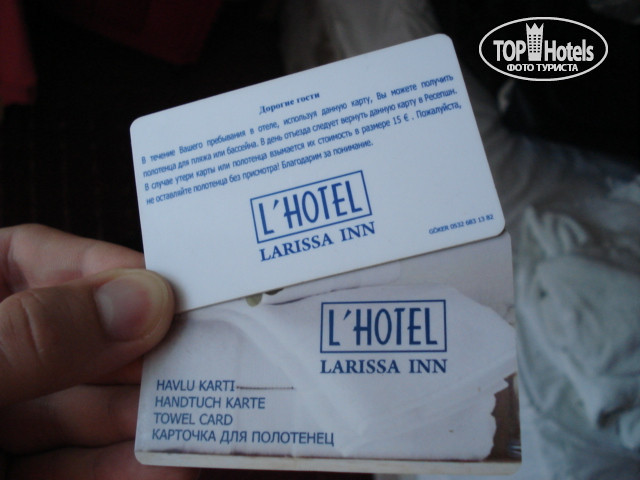 TOP Hotels
ФОТО ТУРИСТА
Дорогие гости
В течение Вашего пребывания в отеле, используя данную карту, Вы можете получить
полотенца для пляжа или бассейна. В день отъезда следует вернуть данную карту в Ресепшн.
В случае утери карты или полотенца взымается их стоимость в размере 15 € . Пожалуйста,
не оставляйте полотенца без присмотра! Благодарим за понимание.
L'HOTEL
LARISSA INN
GÖKER 0532 683 13 82
L'HOTEL
LARISSA INN
HAVLU KARTI
HANDTUCH KARTE
TOWEL CARD
КАРТОЧКА ДЛЯ ПОЛОТЕНЕЦ